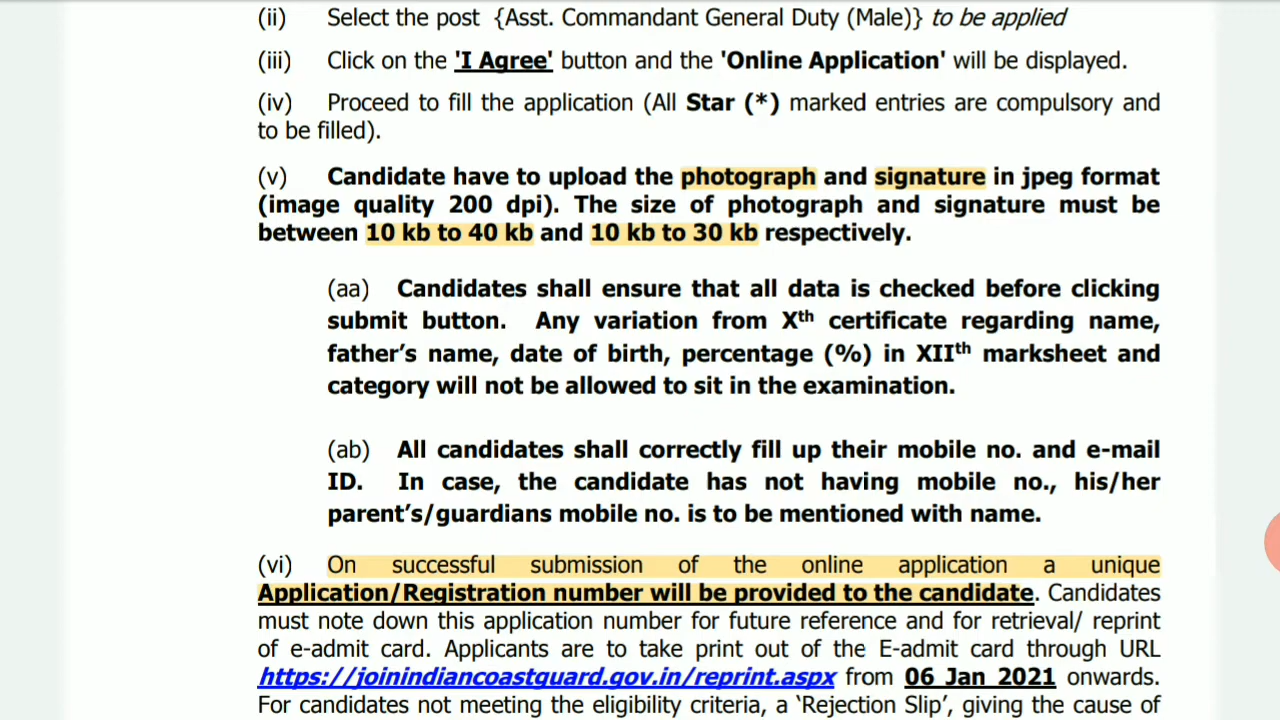 (ii) Select the post {Asst. Commandant General Duty (Male)} to be applied
(iii) Click on the 'I Agree' button and the 'Online Application' will be displayed.
(iv) Proceed to fill the application (All Star (*) marked entries are compulsory and
to be filled).
(v) Candidate have to upload the photograph and signature in jpeg format
(image quality 200 dpi). The size of photograph and signature must be
between 10 kb to 40 kb and 10 kb to 30 kb respectively.
(aa) Candidates shall ensure that all data is checked before clicking
submit button. Any variation from Xth certificate regarding name,
father's name, date of birth, percentage (%) in XIIth marksheet and
category will not be allowed to sit in the examination.
(ab) All candidates shall correctly fill up their mobile no. and e-mail
ID. In case, the candidate has not having mobile no., his/her
parent's/guardians mobile no. is to be mentioned with name.
(vi) On successful submission of the online application a unique
Application/Registration number will be provided to the candidate. Candidates
must note down this application number for future reference and for retrieval/ reprint
of e-admit card. Applicants are to take print out of the E-admit card through URL
https://joinindiancoastguard.gov.in/reprint.aspx from 06 Jan 2021 onwards.
For candidates not meeting the eligibility criteria, a 'Rejection Slip', giving the cause of